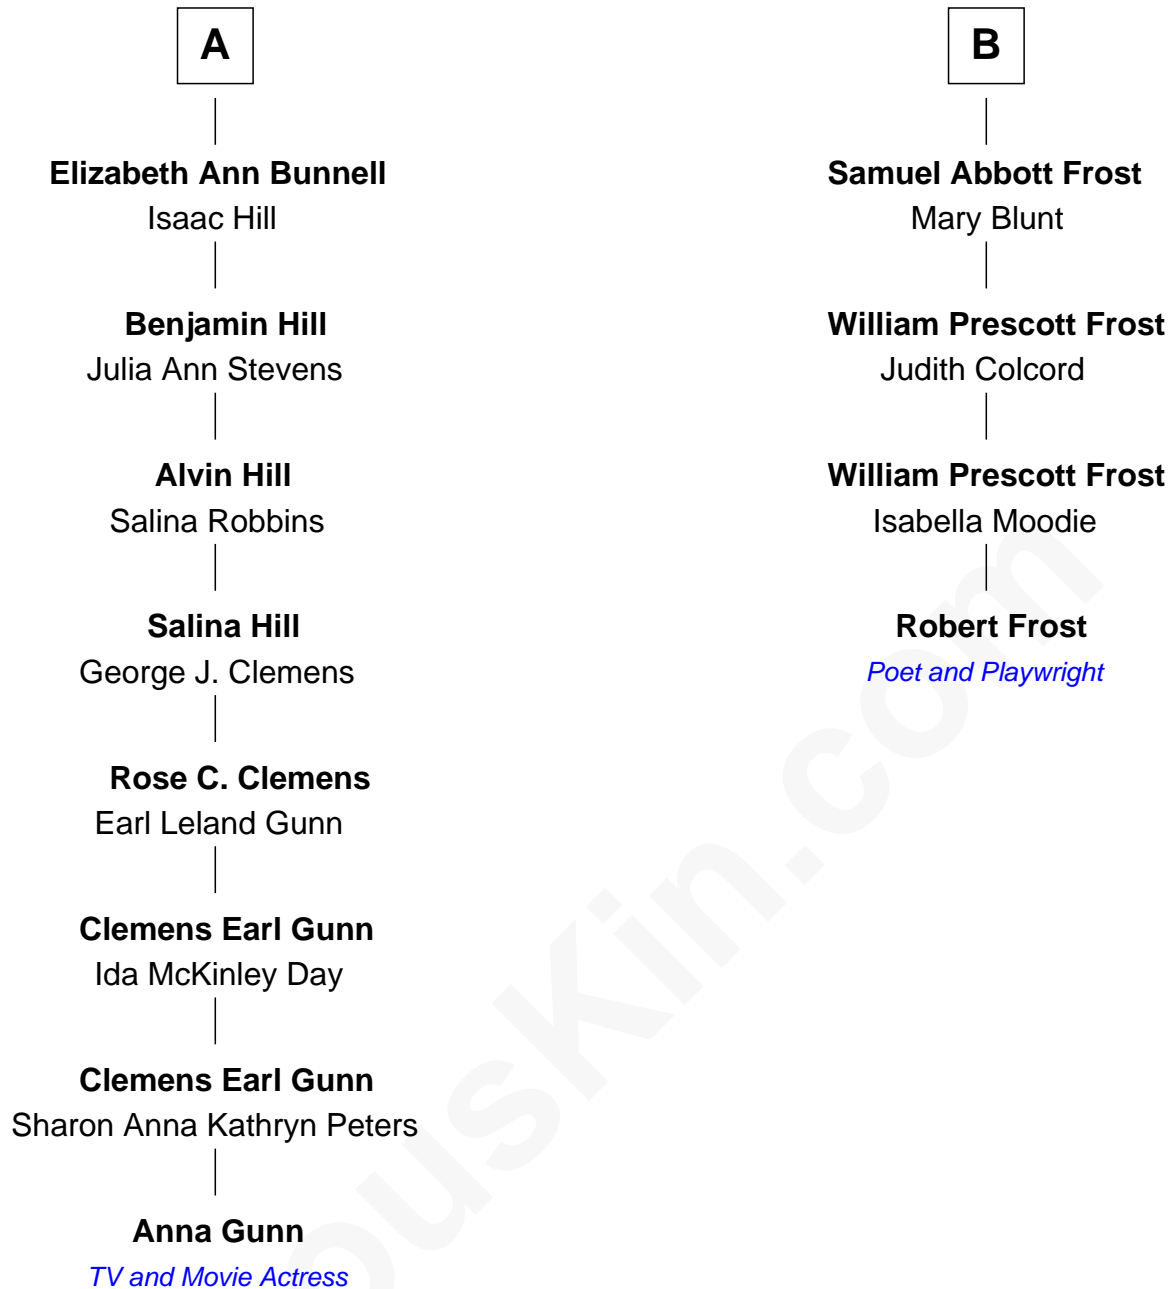 A
Elizabeth Ann Bunnell
Isaac Hill
Benjamin Hill
Julia Ann Stevens
Alvin Hill
Salina Robbins
Salina Hill
George J. Clemens
Rose C. Clemens
Earl Leland Gunn
Clemens Earl Gunn
Ida McKinley Day
Clemens Earl Gunn
Sharon Anna Kathryn Peters
Anna Gunn
TV and Movie Actress
B
Samuel Abbott Frost
Mary Blunt
William Prescott Frost
Judith Colcord
William Prescott Frost
Isabella Moodie
Robert Frost
Poet and Playwright
ousKin.com